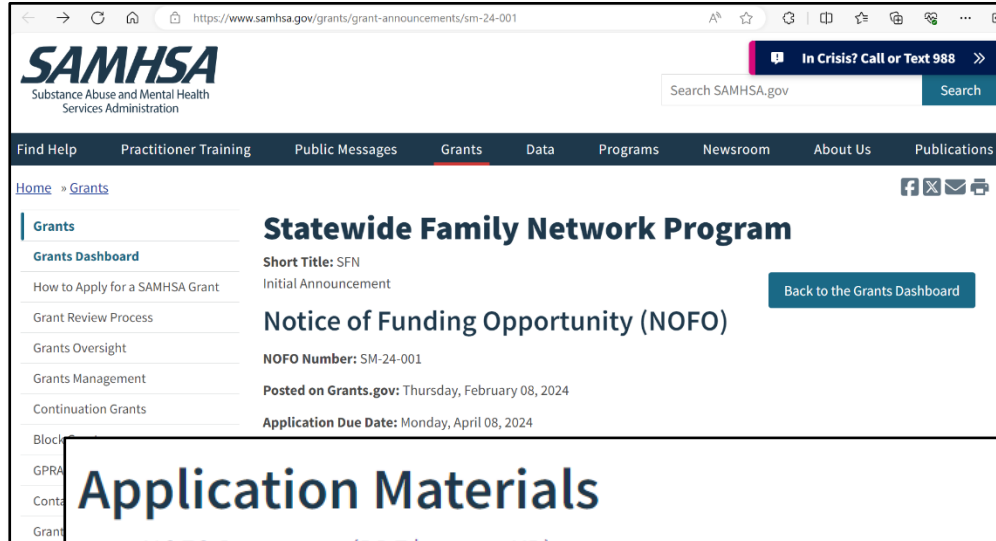 https://www.samhsa.gov/grants/grant-announcements/sm-24-001
SAMHSA
Substance Abuse and Mental Health
Services Administration
In Crisis? Call or Text 988
Search SAMHSA.gov
Search
Find Help Practitioner Training Public Messages Grants Data Programs Newsroom About Us Publications
Home » Grants
Grants
Grants Dashboard
How to Apply for a SAMHSA Grant
Grant Review Process
Grants Oversight
Grants Management
Continuation Grants
Block
GPRA
Conta
Grant
Statewide Family Network Program
Short Title: SFN
Initial Announcement
Back to the Grants Dashboard
Notice of Funding Opportunity (NOFO)
NOFO Number: SM-24-001
Posted on Grants.gov: Thursday, February 08, 2024
Application Due Date: Monday, April 08, 2024
Application Materials